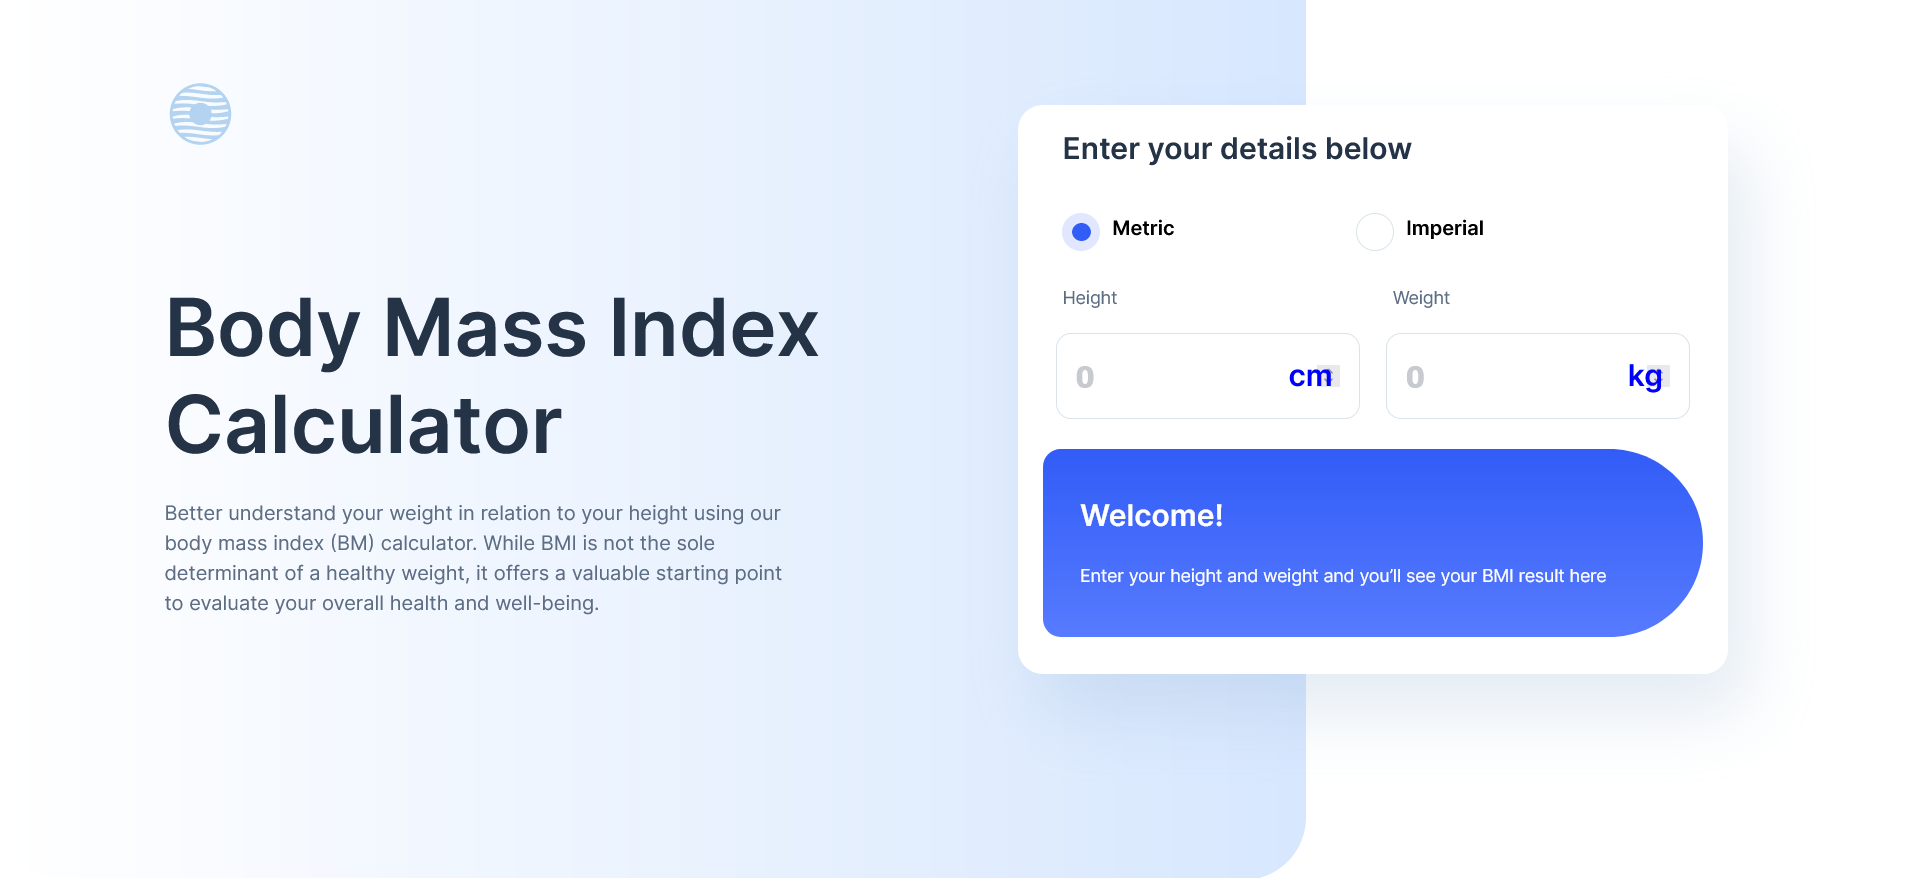 Body Mass Index
Calculator
Better understand your weight in relation to your height using our
body mass index (BM) calculator. While BMI is not the sole
determinant of a healthy weight, it offers a valuable starting point
to evaluate your overall health and well-being.
Enter your details below
Metric
Imperial
Height
Weight
0
cm
0
kg
Welcome!
Enter your height and weight and you’ll see your BMI result here